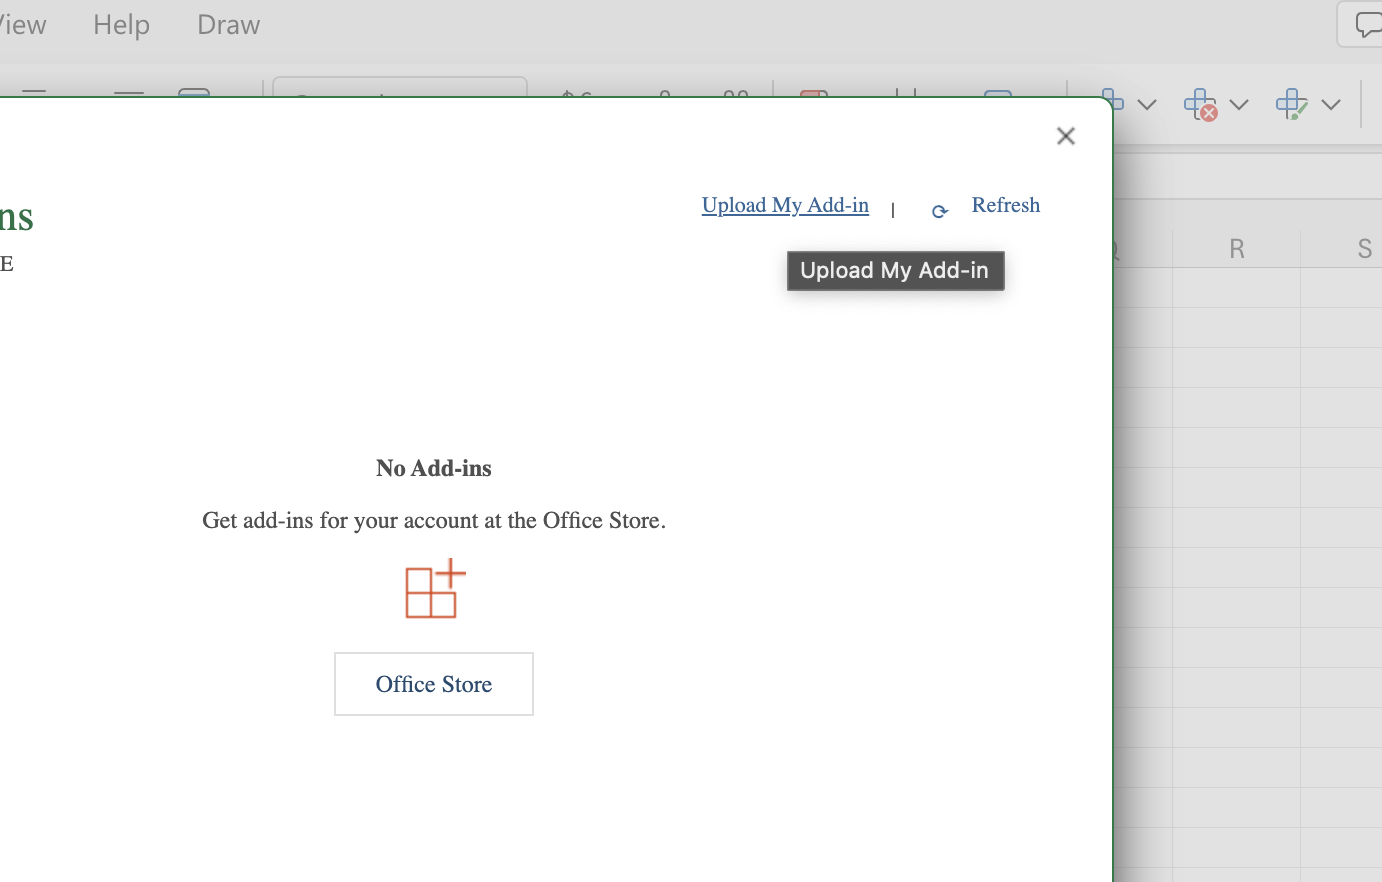 View Help Draw
ns
Upload My Add-in | Refresh
E
Upload My Add-in
R S
No Add-ins
Get add-ins for your account at the Office Store.
Office Store